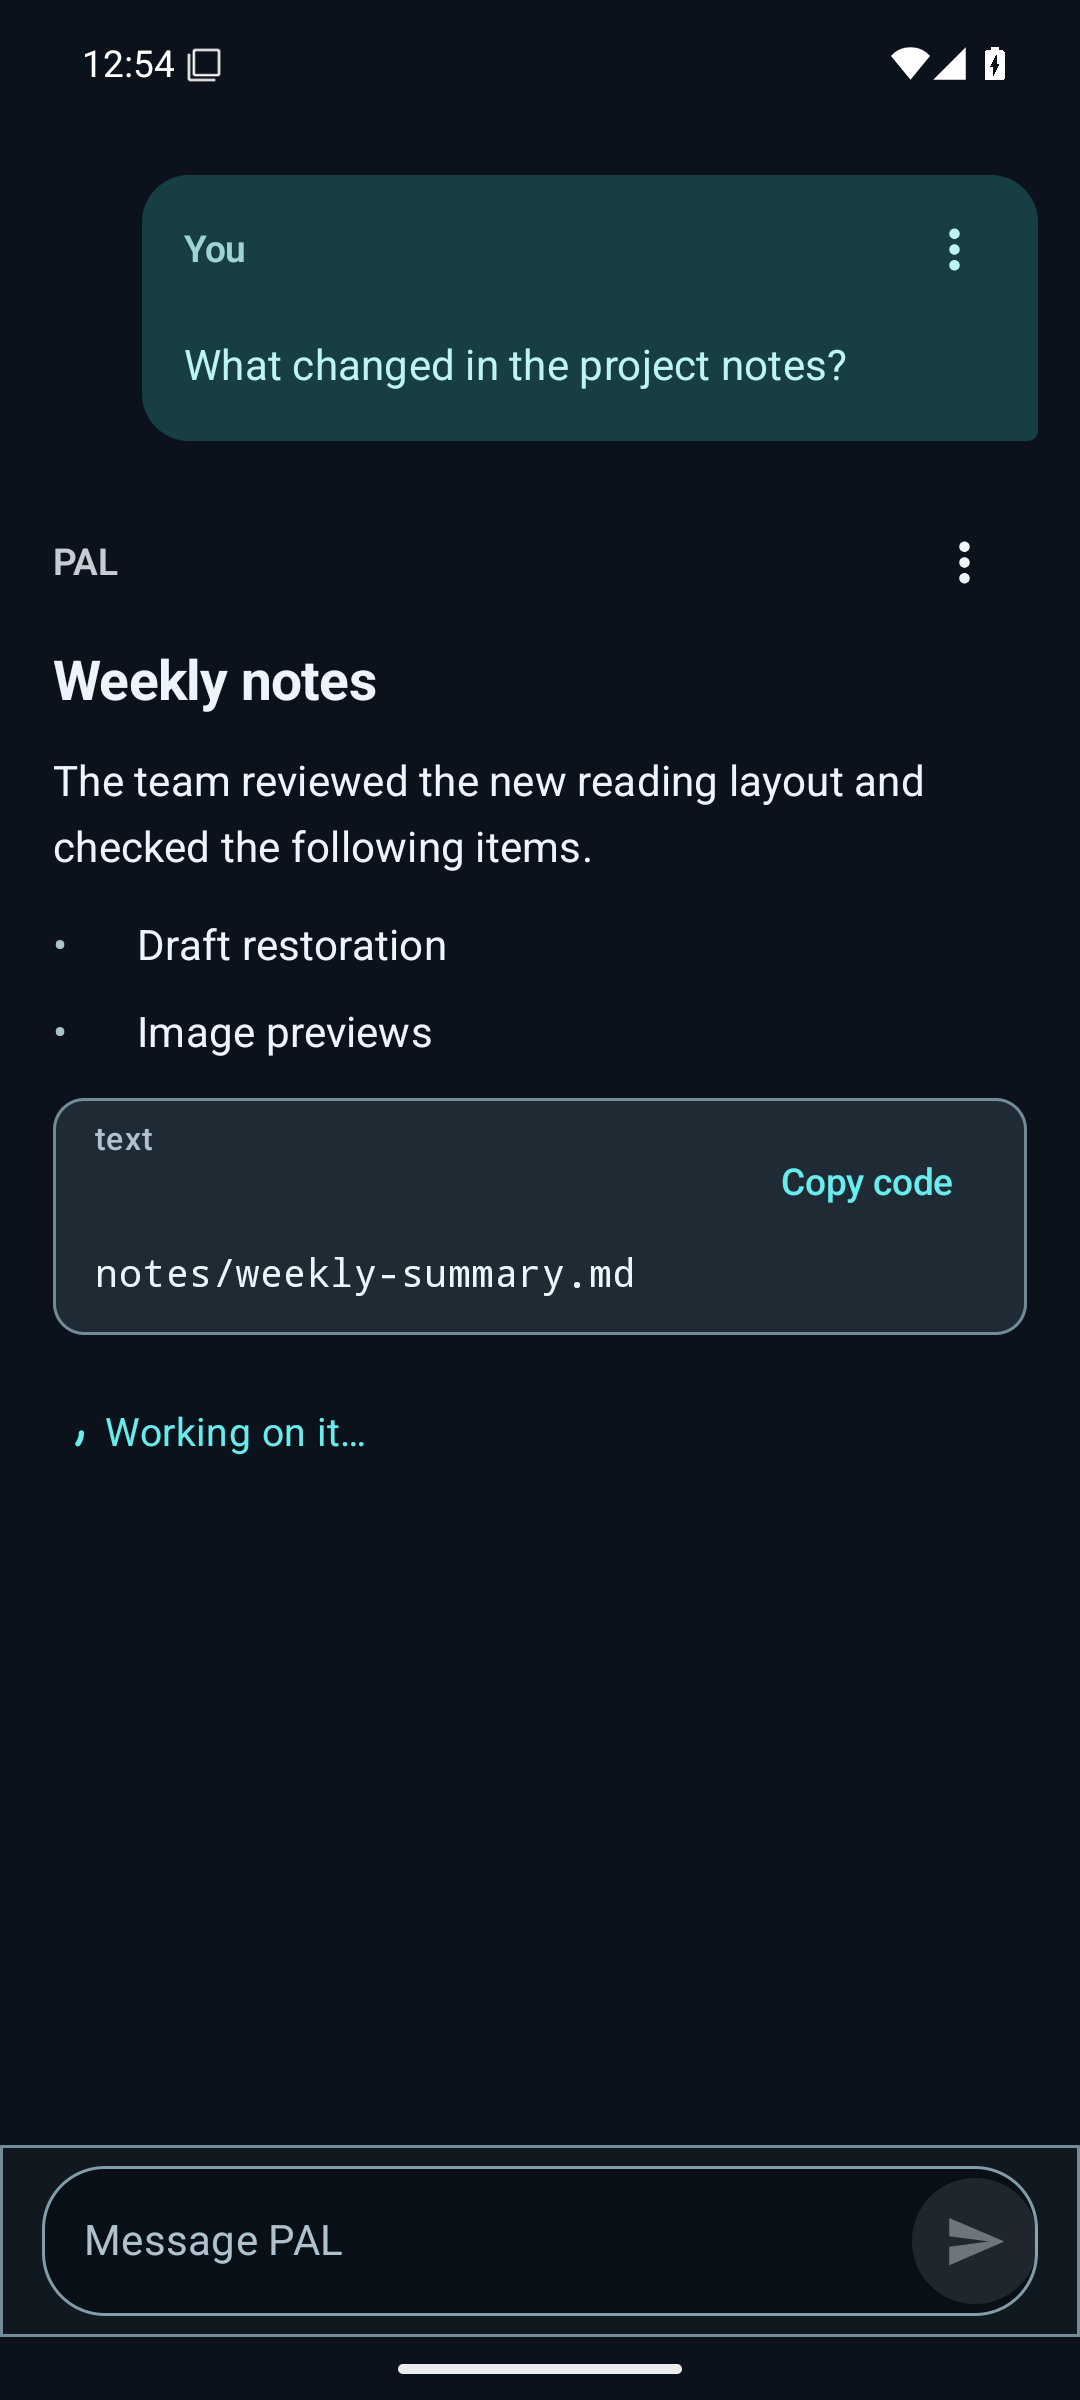 12:54
You
What changed in the project notes?
PAL
Weekly notes
The team reviewed the new reading layout and
checked the following items.
• Draft restoration
• Image previews
text
Copy code
notes/weekly-summary.md
Working on it…
Message PAL